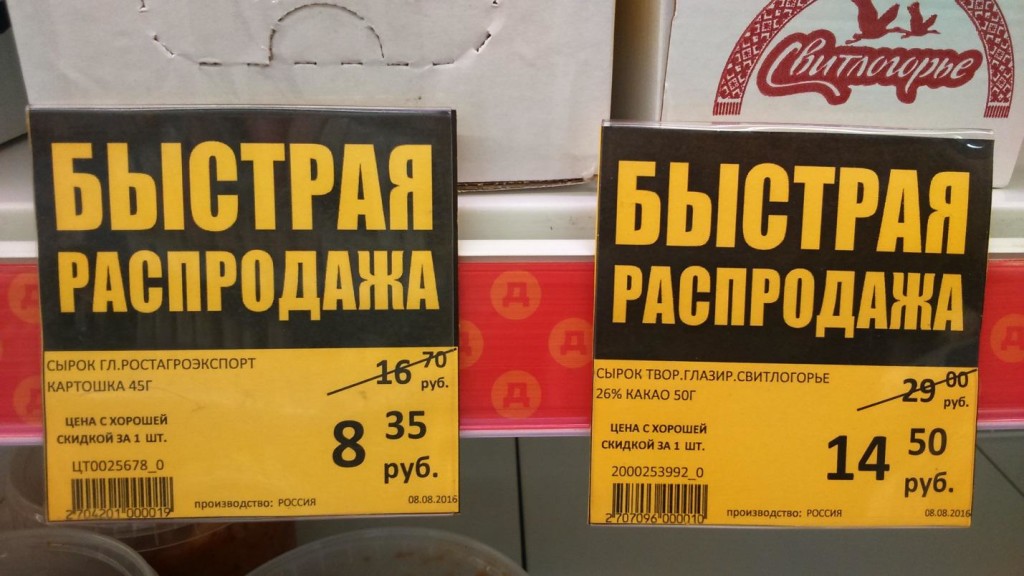 Свитлогорье
БЫСТРАЯ
РАСПРОДАЖА
СЫРОК ГЛ.РОСТАГРОЭКСПОРТ
КАРТОШКА 45Г
16 70
руб.
ЦЕНА С ХОРОШЕЙ
СКИДКОЙ ЗА 1 ШТ.
8 35
руб.
ЦТ0025678_0
2704201000019
производство: РОССИЯ
08.08.2016
БЫСТРАЯ
РАСПРОДАЖА
СЫРОК ТВОР.ГЛАЗИР.СВИТЛОГОРЬЕ
26% КАКАО 50Г
29 00
руб.
ЦЕНА С ХОРОШЕЙ
СКИДКОЙ ЗА 1 ШТ.
14 50
руб.
2000253992_0
2707096000010
производство: РОССИЯ
08.08.2016
Д
Д
Д